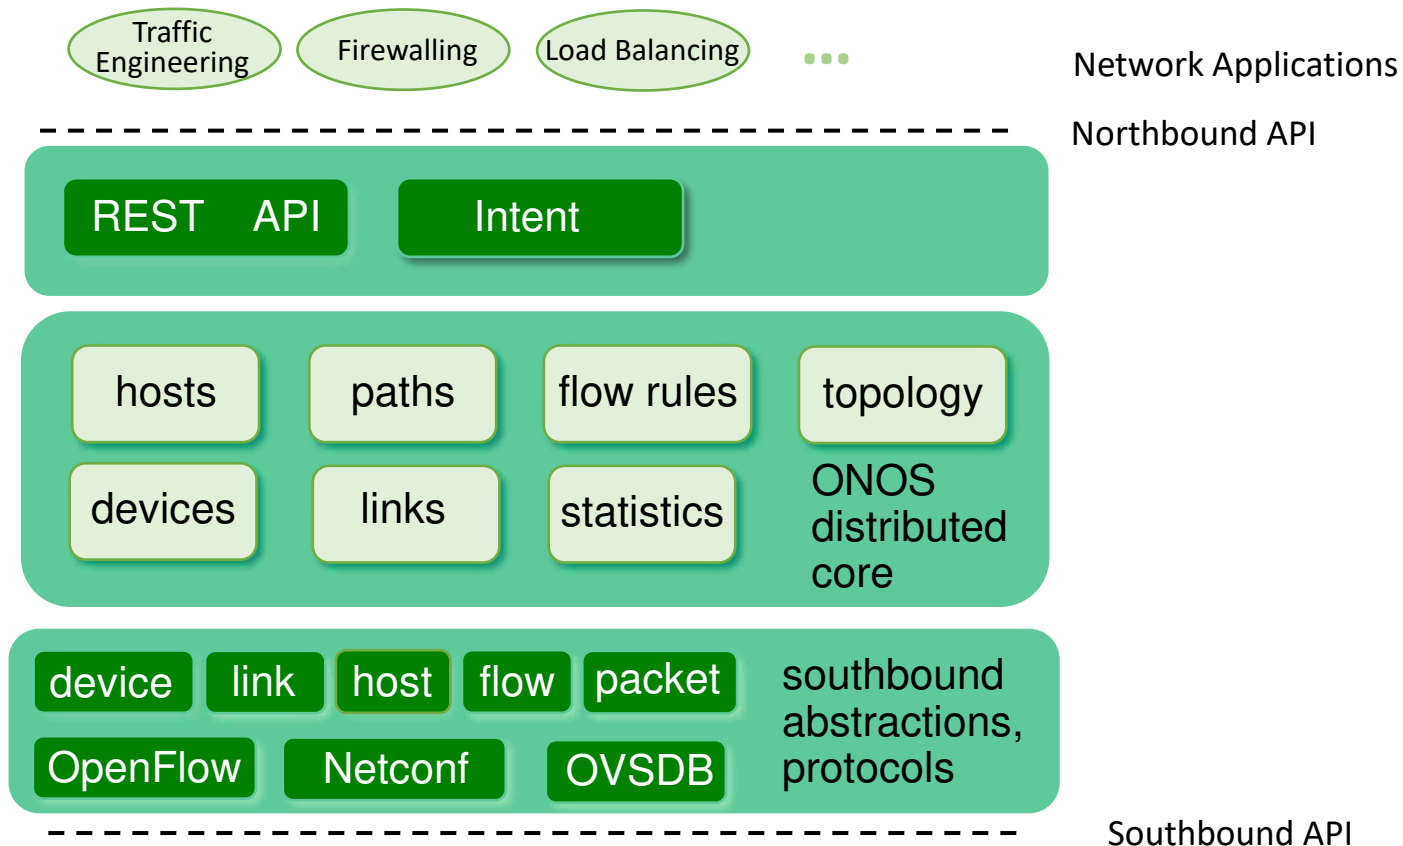 Traffic
Engineering
Firewalling
Load Balancing
...
Network Applications
Northbound API
REST API
Intent
hosts
paths
flow rules
topology
devices
links
statistics
ONOS
distributed
core
device
link
host
flow
packet
southbound
abstractions,
protocols
OpenFlow
Netconf
OVSDB
Southbound API